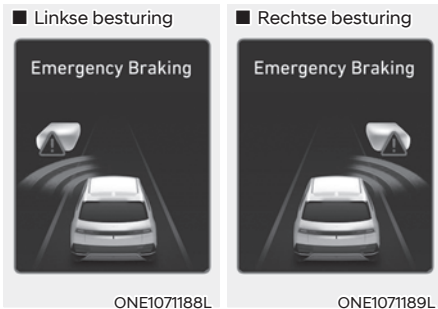 ■ Linkse besturing
Emergency Braking
ONE1071188L
■ Rechtse besturing
Emergency Braking
ONE1071189L